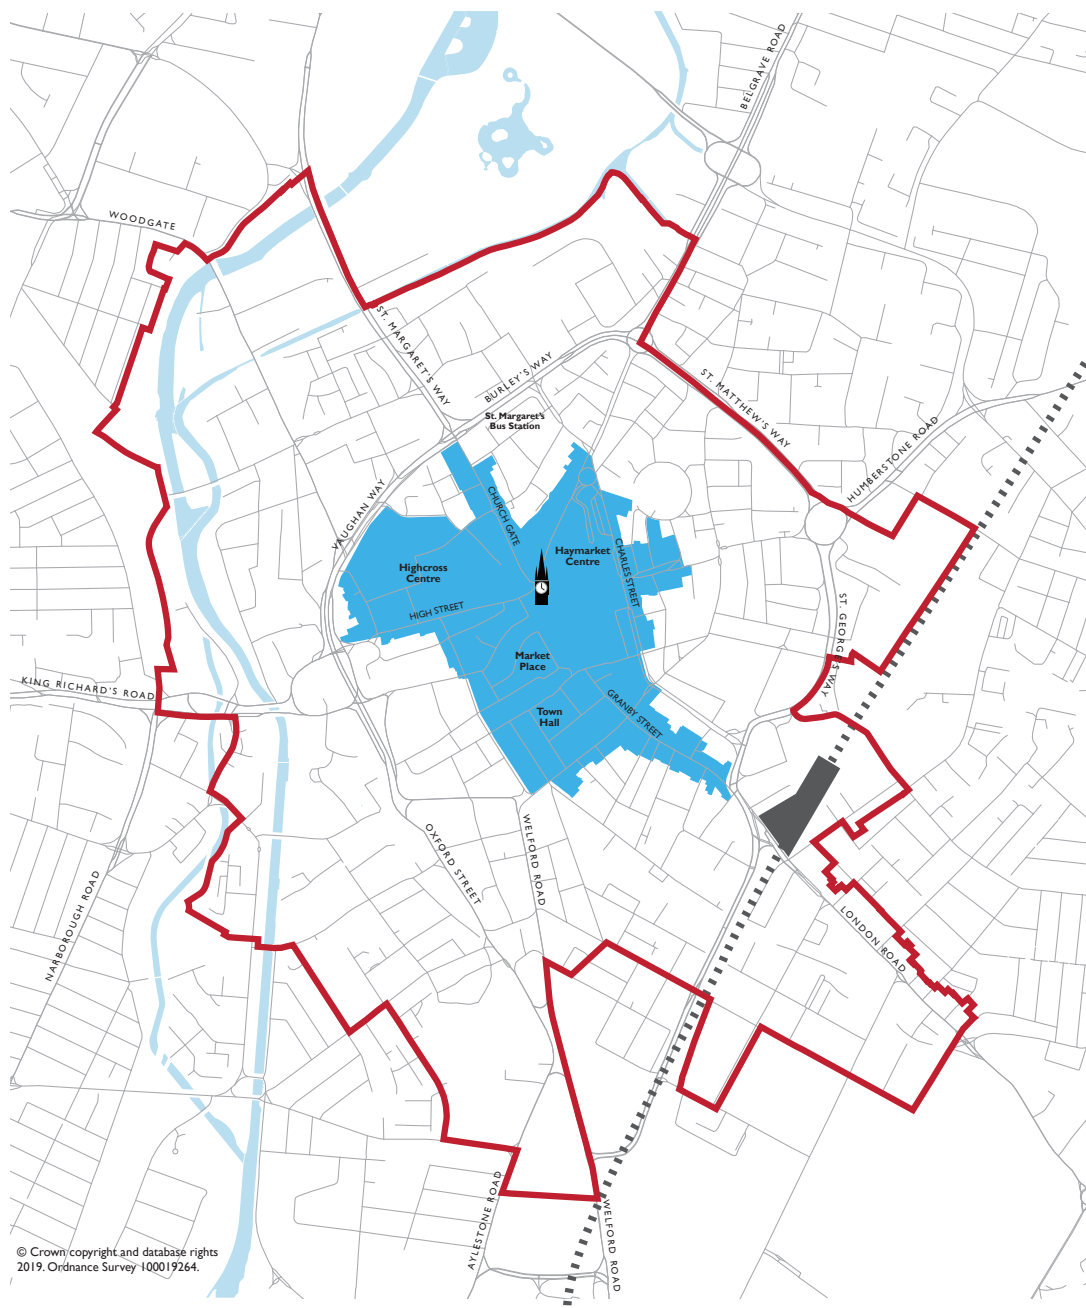 BELGRAVE ROAD
WOODGATE
ST. MARGARET'S WAY
BURLEY'S WAY
ST. MATTHEW'S WAY
St. Margaret's
Bus Station
HUMBERSTONE ROAD
VAUGHAN WAY
CHURCH GATE
Haymarket
Centre
CHARLES STREET
Highcross
Centre
HIGH STREET
ST. GEORGES WAY
Market
Place
KING RICHARD'S ROAD
GRANBY STREET
Town
Hall
OXFORD STREET
WELFORD ROAD
NARBOROUGH ROAD
LONDON ROAD
AYLESTONE ROAD
WELFORD ROAD
© Crown copyright and database rights
2019. Ordnance Survey 100019264.